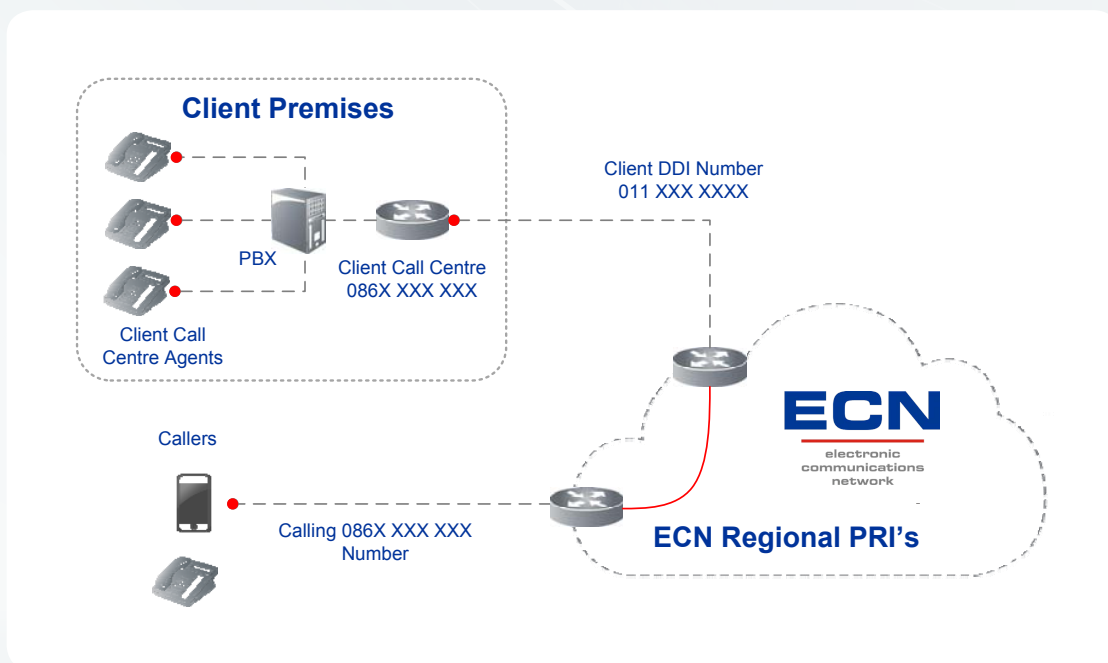 Client Premises
Client DDI Number
011 XXX XXXX
PBX
Client Call Centre
086X XXX XXX
Client Call
Centre Agents
Callers
Calling 086X XXX XXX
Number
ECN
electronic
communications
network
ECN Regional PRI's